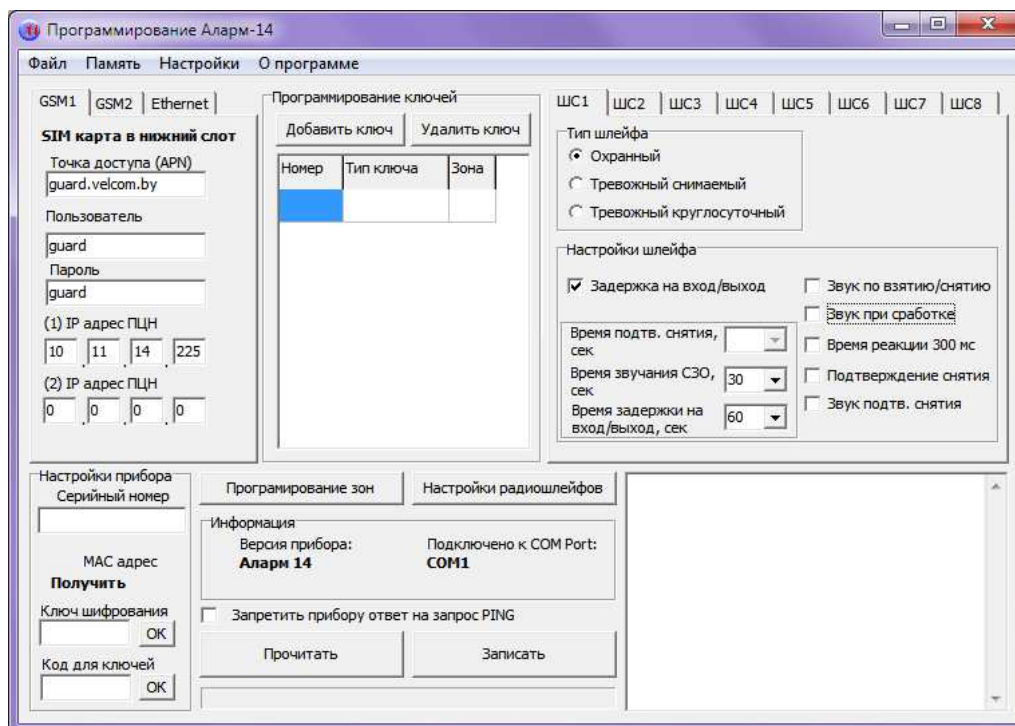 Программирование Аларм-14
Файл Память Настройки О программе
GSM1 GSM2 Ethernet
SIM карта в нижний слот
Точка доступа (APN)
guard.velcom.by
Пользователь
guard
Пароль
guard
(1) IP адрес ПЦН
10 . 11 . 14 . 225
(2) IP адрес ПЦН
0 . 0 . 0 . 0
Программирование ключей
Добавить ключ Удалить ключ
Номер Тип ключа Зона
ШС1 ШС2 ШС3 ШС4 ШС5 ШС6 ШС7 ШС8
Тип шлейфа
Охранный
Тревожный снимаемый
Тревожный круглосуточный
Настройки шлейфа
Задержка на вход/выход
Время подтв. снятия,
сек
Время звучания СЗО,
сек
30
Время задержки на
вход/выход, сек
60
Звук по взятию/снятию
Звук при сработке
Время реакции 300 мс
Подтверждение снятия
Звук подтв. снятия
Настройки прибора
Серийный номер
MAC адрес
Получить
Ключ шифрования
OK
Код для ключей
OK
Програмирование зон Настройки радиошлейфов
Информация
Версия прибора: Подключено к COM Port:
Аларм 14 COM1
Запретить прибору ответ на запрос PING
Прочитать Записать